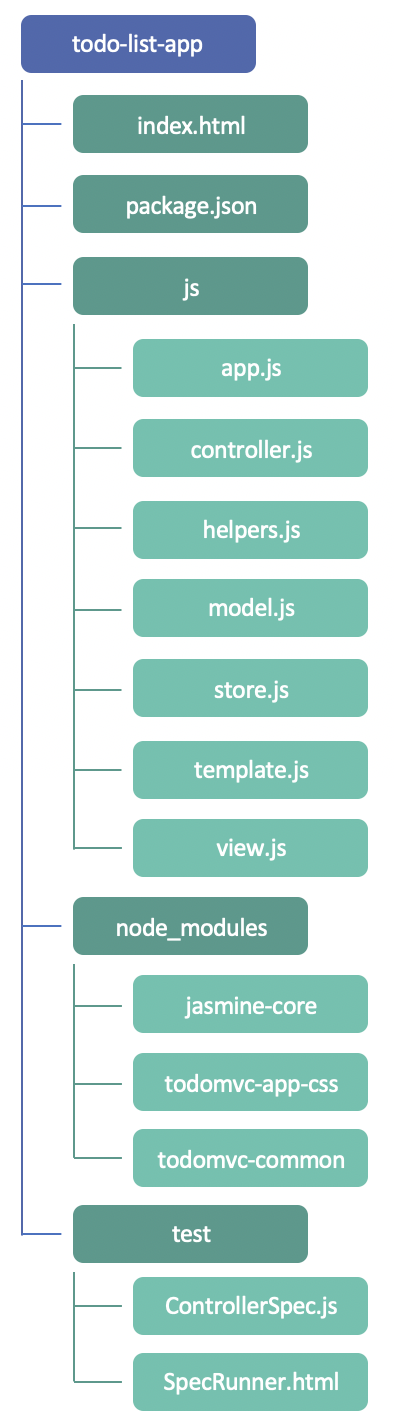 todo-list-app
index.html
package.json
js
app.js
controller.js
helpers.js
model.js
store.js
template.js
view.js
node_modules
jasmine-core
todomvc-app-css
todomvc-common
test
ControllerSpec.js
SpecRunner.html